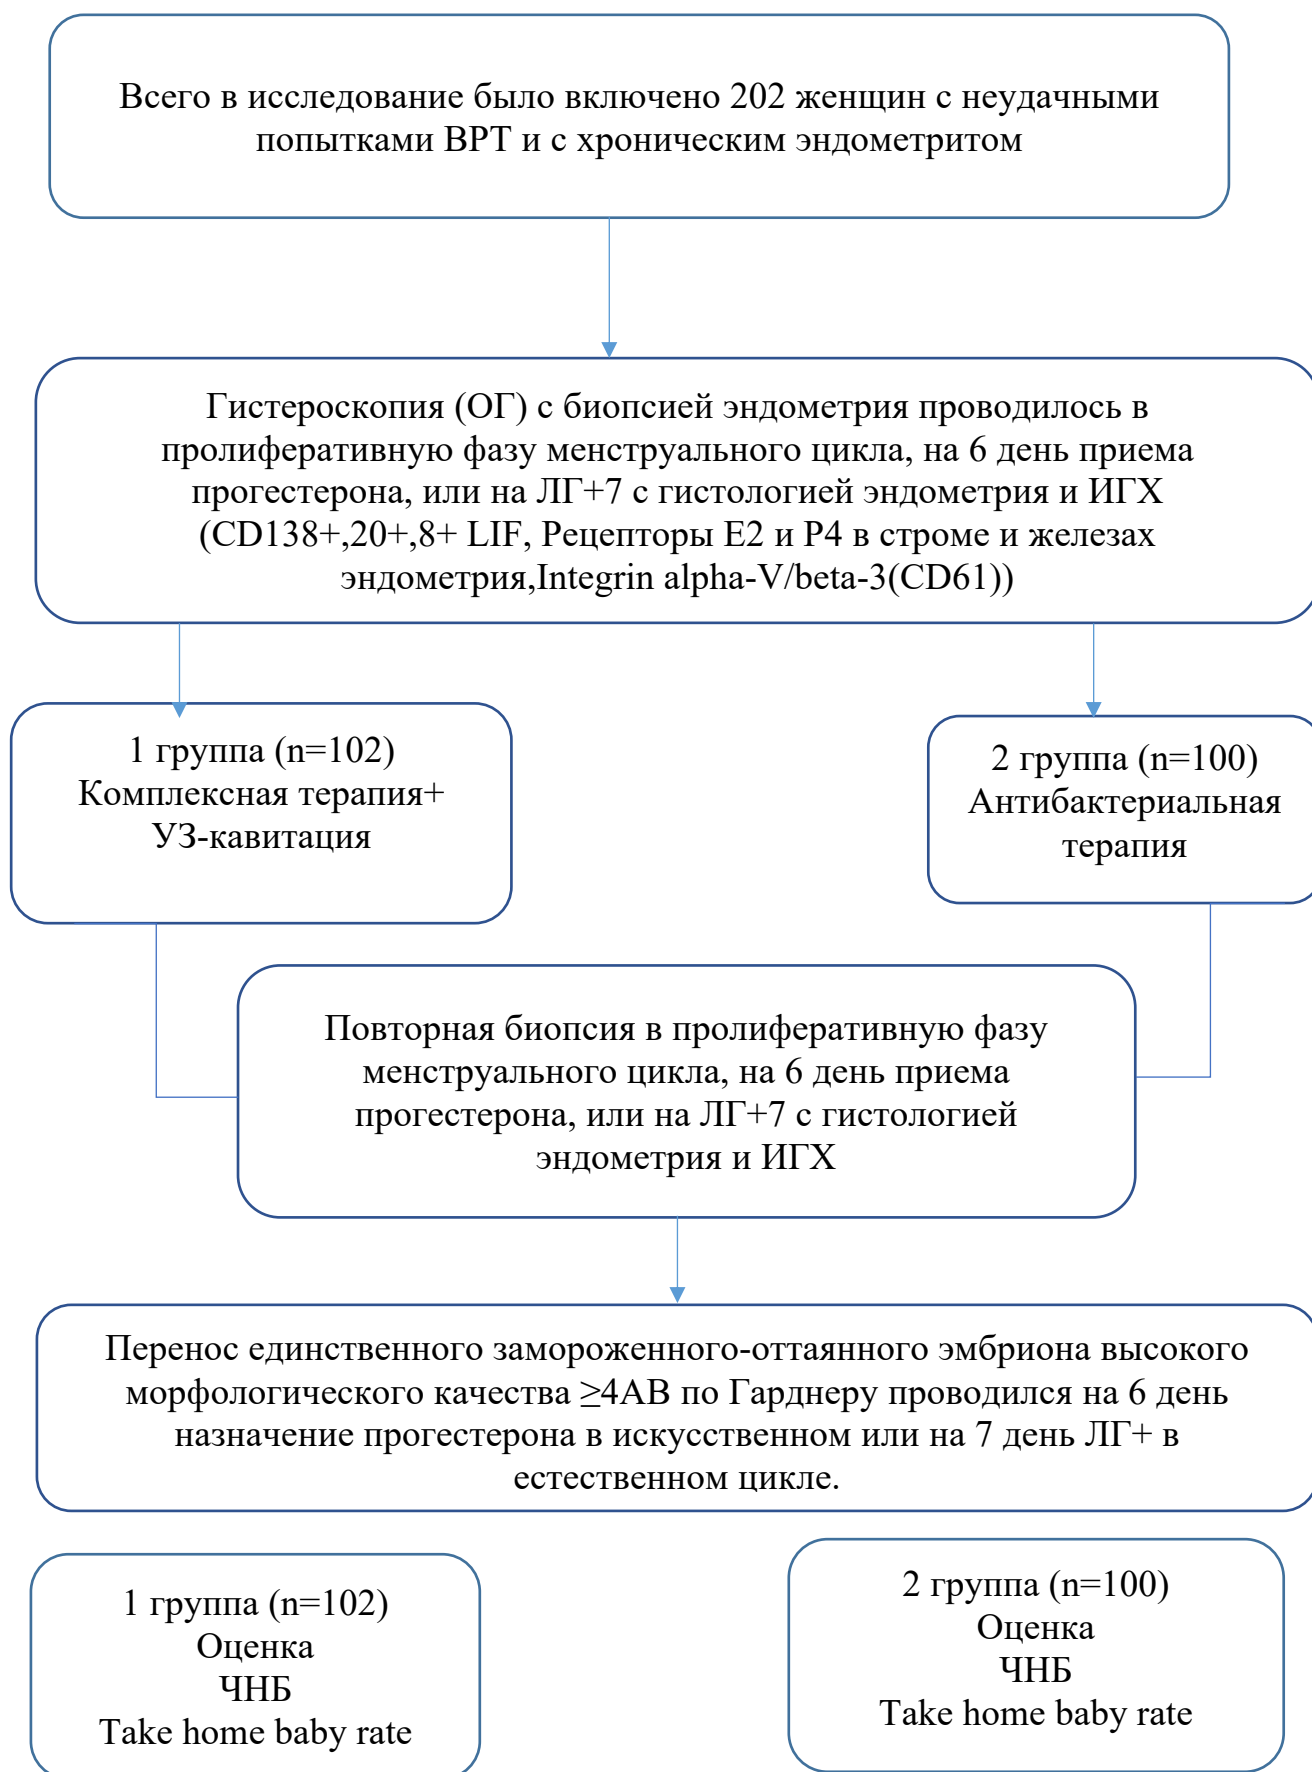 Всего в исследование было включено 202 женщин с неудачными
попытками ВРТ и с хроническим эндометритом
Гистероскопия (ОГ) с биопсией эндометрия проводилось в
пролиферативную фазу менструального цикла, на 6 день приема
прогестерона, или на ЛГ+7 с гистологией эндометрия и ИГХ
(CD138+,20+,8+ LIF, Рецепторы E2 и P4 в строме и железах
эндометрия,Integrin alpha-V/beta-3(CD61))
1 группа (n=102)
Комплексная терапия+
УЗ-кавитация
2 группа (n=100)
Антибактериальная
терапия
Повторная биопсия в пролиферативную фазу
менструального цикла, на 6 день приема
прогестерона, или на ЛГ+7 с гистологией
эндометрия и ИГХ
Перенос единственного замороженного-оттаянного эмбриона высокого
морфологического качества ≥4АВ по Гарднеру проводился на 6 день
назначение прогестерона в искусственном или на 7 день ЛГ+ в
естественном цикле.
1 группа (n=102)
Оценка
ЧНБ
Take home baby rate
2 группа (n=100)
Оценка
ЧНБ
Take home baby rate